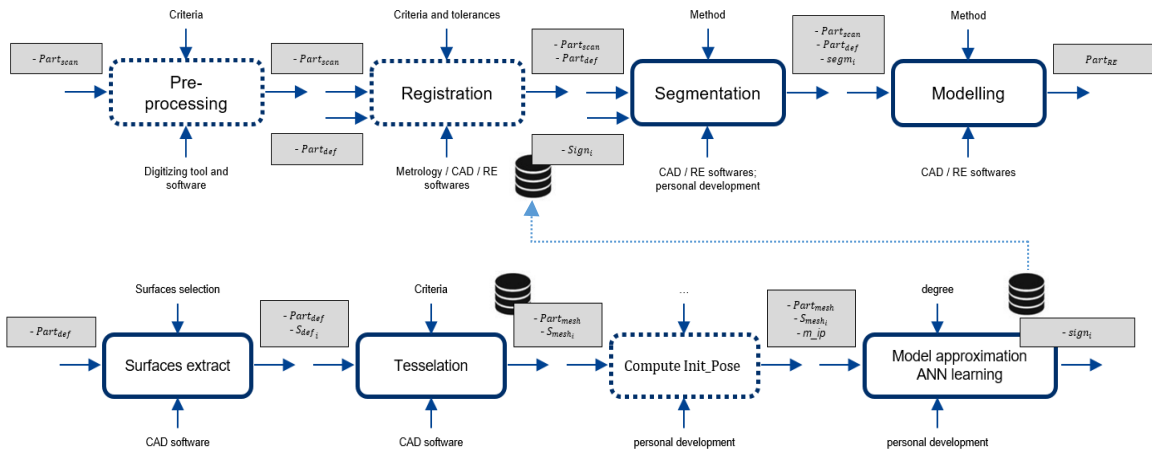 Criteria
Criteria and tolerances
Method
Method
- Part_scan
- Part_scan
- Part_scan
- Part_def
- Part_scan
- Part_def
- segm_i
Part_RE
Pre-
processing
Registration
Segmentation
Modelling
- Part_def
- Sign_i
Digitizing tool and
software
Metrology / CAD / RE
softwares
CAD / RE softwares;
personal development
CAD / RE softwares
Surfaces selection
Criteria
...
degree
- Part_def
- Part_def
- S_def_i
- Part_mesh
- S_mesh_i
- Part_mesh
- S_mesh_i
- m_ip
- sign_i
Surfaces extract
Tesselation
Compute Init_Pose
Model approximation
ANN learning
CAD software
CAD software
personal development
personal development